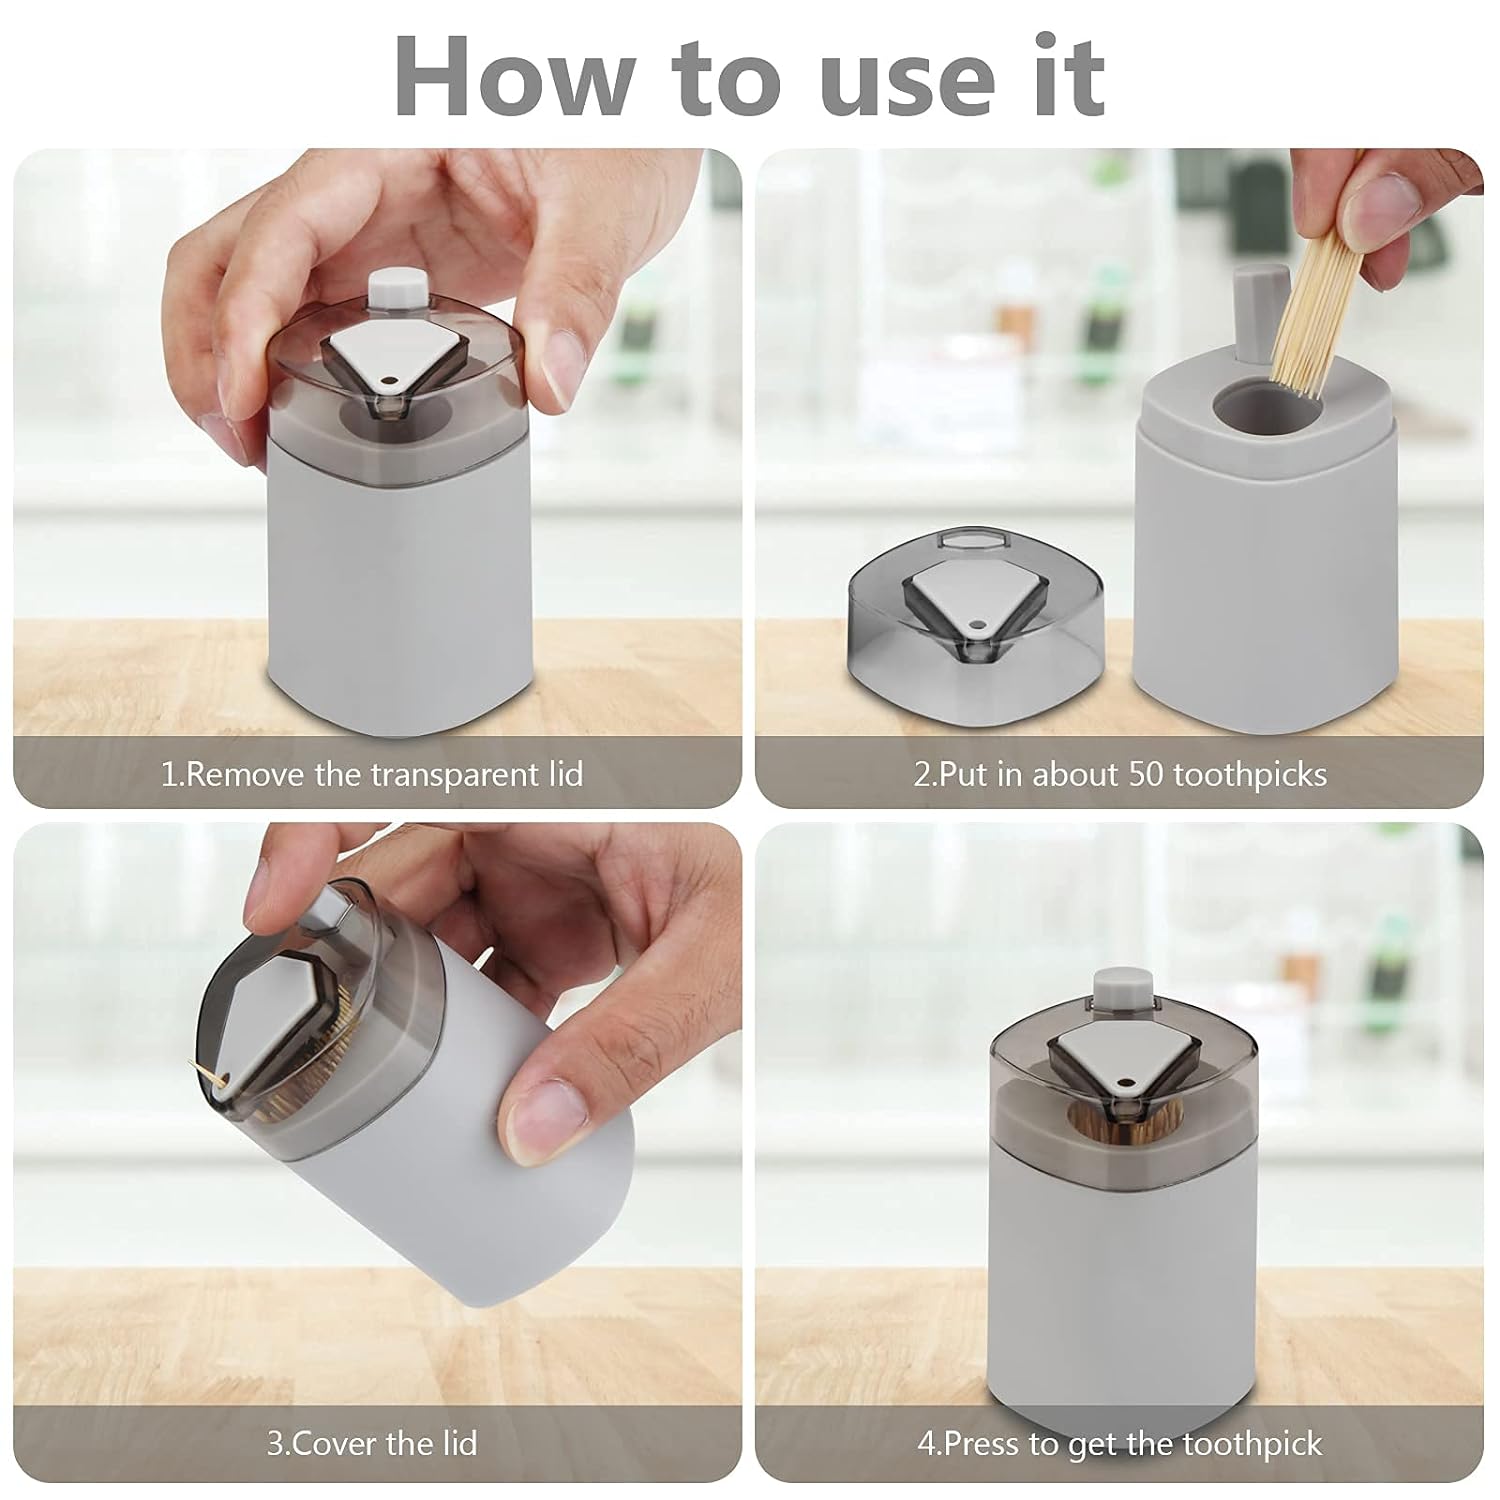 How to use it
1.Remove the transparent lid
2.Put in about 50 toothpicks
3.Cover the lid
4.Press to get the toothpick